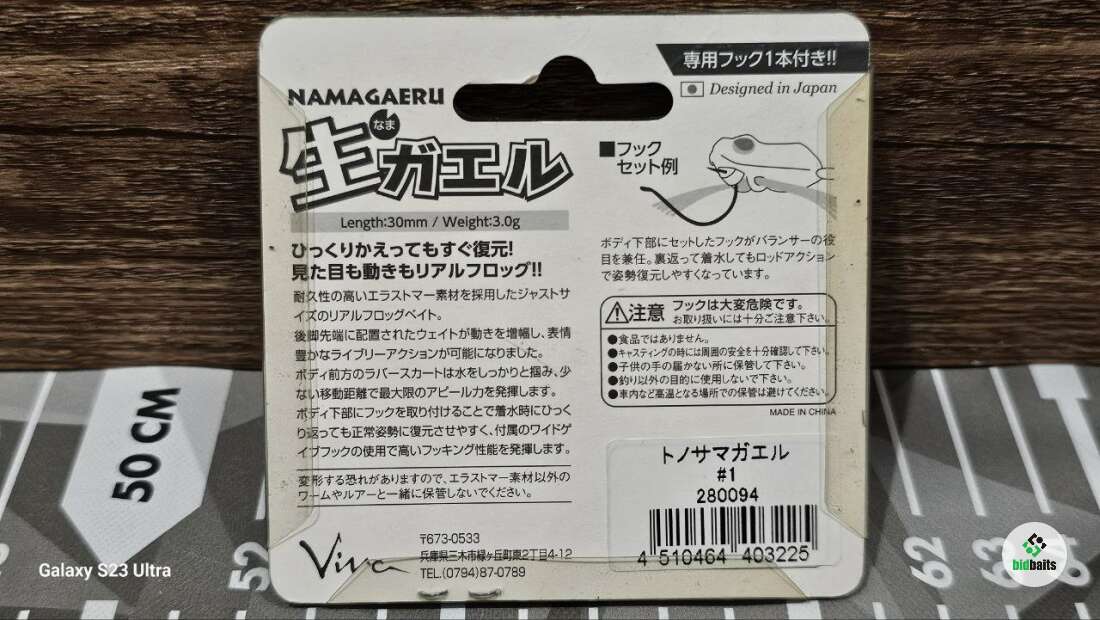 専用フック1本付き!!
Designed in Japan
NAMAGAERU
生なまガエル
Length:30mm / Weight:3.0g
ひっくりかえってもすぐ復元!
見た目も動きもリアルフロッグ!!
耐久性の高いエラストマー素材を採用したジャストサ
イズのリアルフロッグベイト。
後脚先端に配置されたウェイトが動きを増幅し、表情
豊かなライブリーアクションが可能になりました。
ボディ前方のラバースカートは水をしっかりと掴み、少
ない移動距離で最大限のアピール力を発揮します。
ボディ下部にフックを取り付けることで着水時にひっく
り返っても正常姿勢に復元させやすく、付属のワイドゲ
イプフックの使用で高いフッキング性能を発揮します。
変形する恐れがありますので、エラストマー素材以外の
ワームやルアーと一緒に保管しないでください。
Viva
〒673-0533
兵庫県三木市緑ヶ丘町東2丁目4-12
TEL.(0794)87-0789
■フック
セット例
ボディ下部にセットしたフックがバランサーの役
目を兼任。裏返って着水してもロッドアクション
で姿勢復元しやすくなっています。
注意 フックは大変危険です。
お取り扱いには十分ご注意下さい。
●食品ではありません。
●キャスティングの時には周囲の安全を十分確認して下さい。
●子供の手の届かない所に保管して下さい。
●釣り以外の目的に使用しないで下さい。
●車内など高温となる場所での保管は避けてください。
MADE IN CHINA
トノサマガエル
#1
280094
4 510464 403225
50 CM
52
62
63
64
Galaxy S23 Ultra
bidbaits